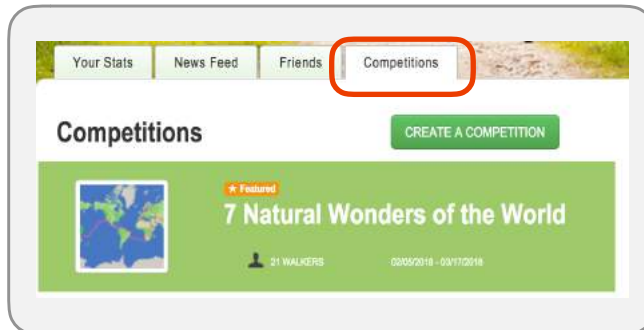 Your Stats News Feed Friends Competitions
Competitions CREATE A COMPETITION
★ Featured
7 Natural Wonders of the World
21 WALKERS 02/05/2018 - 03/17/2018